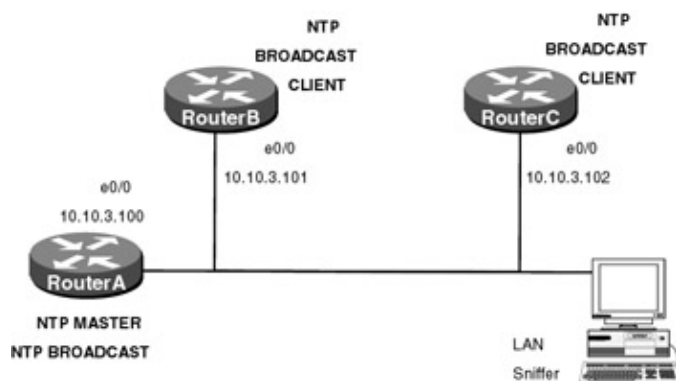 NTP
BROADCAST
CLIENT
RouterB
e0/0
10.10.3.101
NTP
BROADCAST
CLIENT
RouterC
e0/0
10.10.3.102
e0/0
10.10.3.100
RouterA
NTP MASTER
NTP BROADCAST
LAN
Sniffer